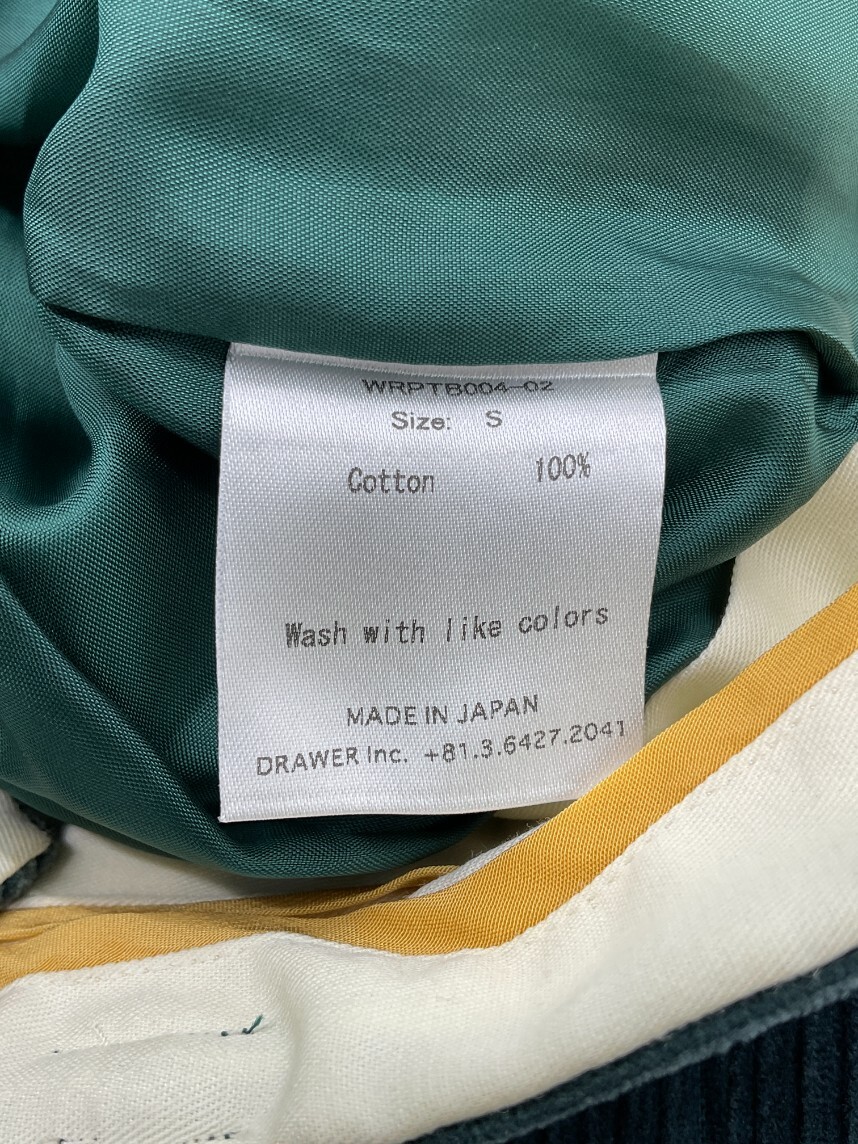 WRPTB004-02
Size: S
Cotton 100%
Wash with like colors
MADE IN JAPAN
DRAWER Inc. +81.3.6427.2041